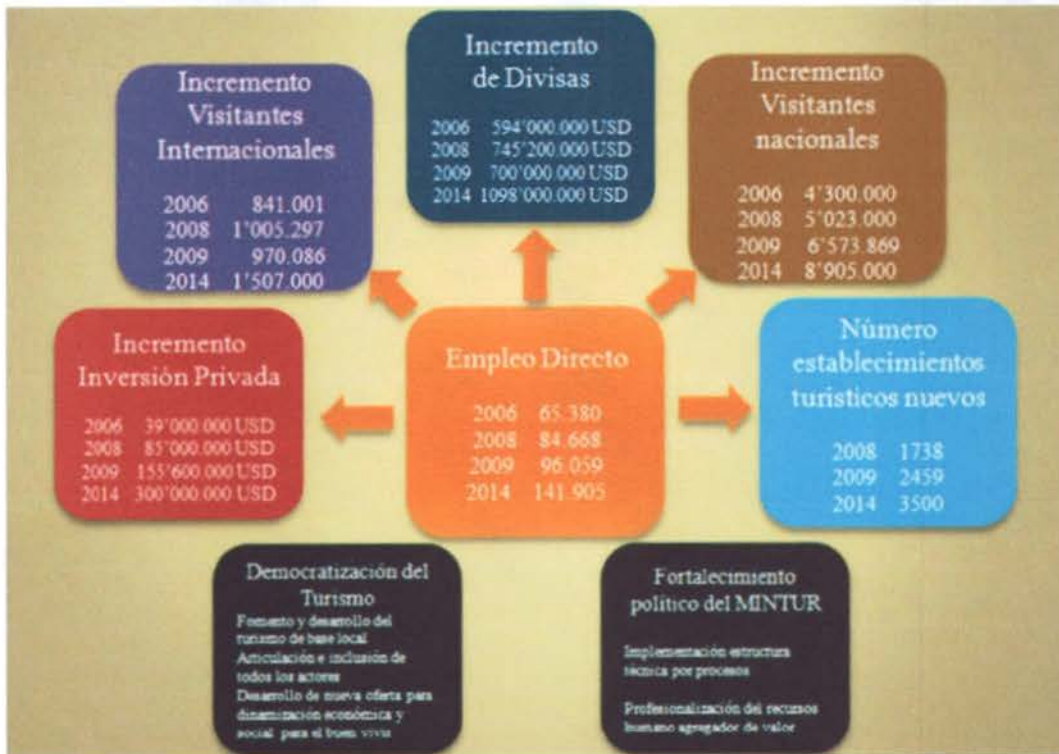 Incremento
de Divisas
2006 594'000.000 USD
2008 745'200.000 USD
2009 700'000.000 USD
2014 1098'000.000 USD
Incremento
Visitantes
Internacionales
2006 841.001
2008 1'005.297
2009 970.086
2014 1'507.000
Incremento
Visitantes
nacionales
2006 4'300.000
2008 5'023.000
2009 6'573.869
2014 8'905.000
Incremento
Inversión Privada
2006 39'000.000 USD
2008 85'000.000 USD
2009 155'600.000 USD
2014 300'000.000 USD
Empleo Directo
2006 65.380
2008 84.668
2009 96.059
2014 141.905
Número
establecimientos
turísticos nuevos
2008 1738
2009 2459
2014 3500
Democratización del
Turismo
Fomento y desarrollo del
turismo de base local
Articulación e inclusión de
todos los actores
Desarrollo de nueva oferta para
dinamización económica y
social para el buen vivir
Fortalecimiento
político del MINTUR
Implementación estructura
técnica por procesos
Profesionalización del recursos
humano agregador de valor